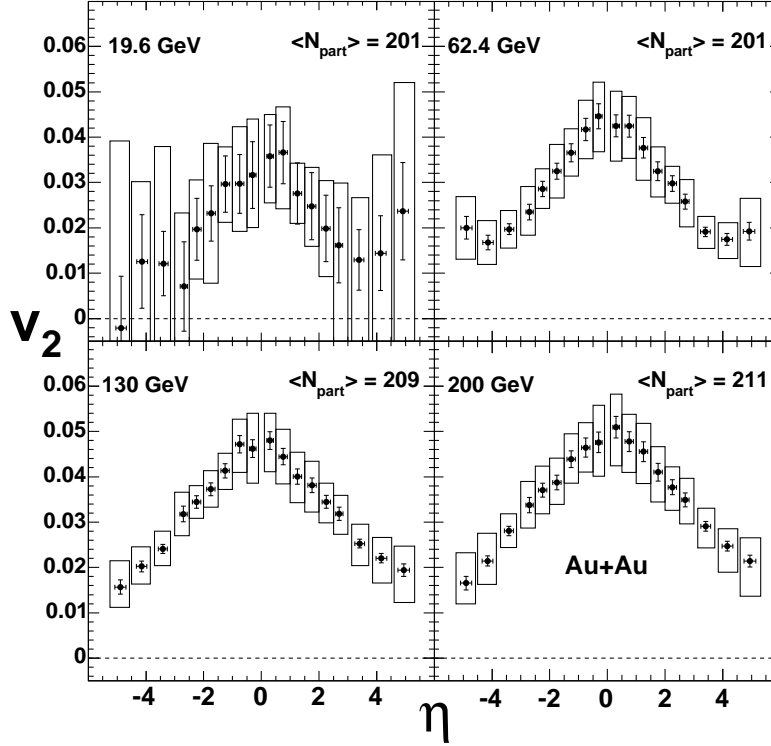 19.6 GeV
<N_part> = 201
62.4 GeV
<N_part> = 201
0.06
0.05
0.04
0.03
0.02
0.01
0
v_2
130 GeV
<N_part> = 209
200 GeV
<N_part> = 211
0.06
0.05
0.04
0.03
0.02
0.01
0
Au+Au
-4 -2 0 2 4
-4 -2 0 2 4
η